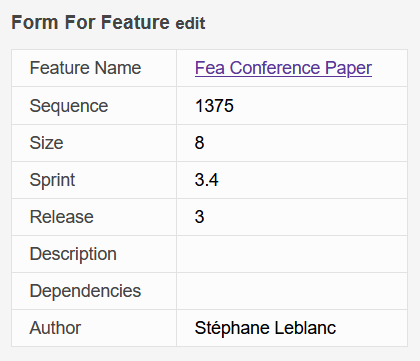 Form For Feature edit
Feature Name Fea Conference Paper
Sequence 1375
Size 8
Sprint 3.4
Release 3
Description
Dependencies
Author Stéphane Leblanc